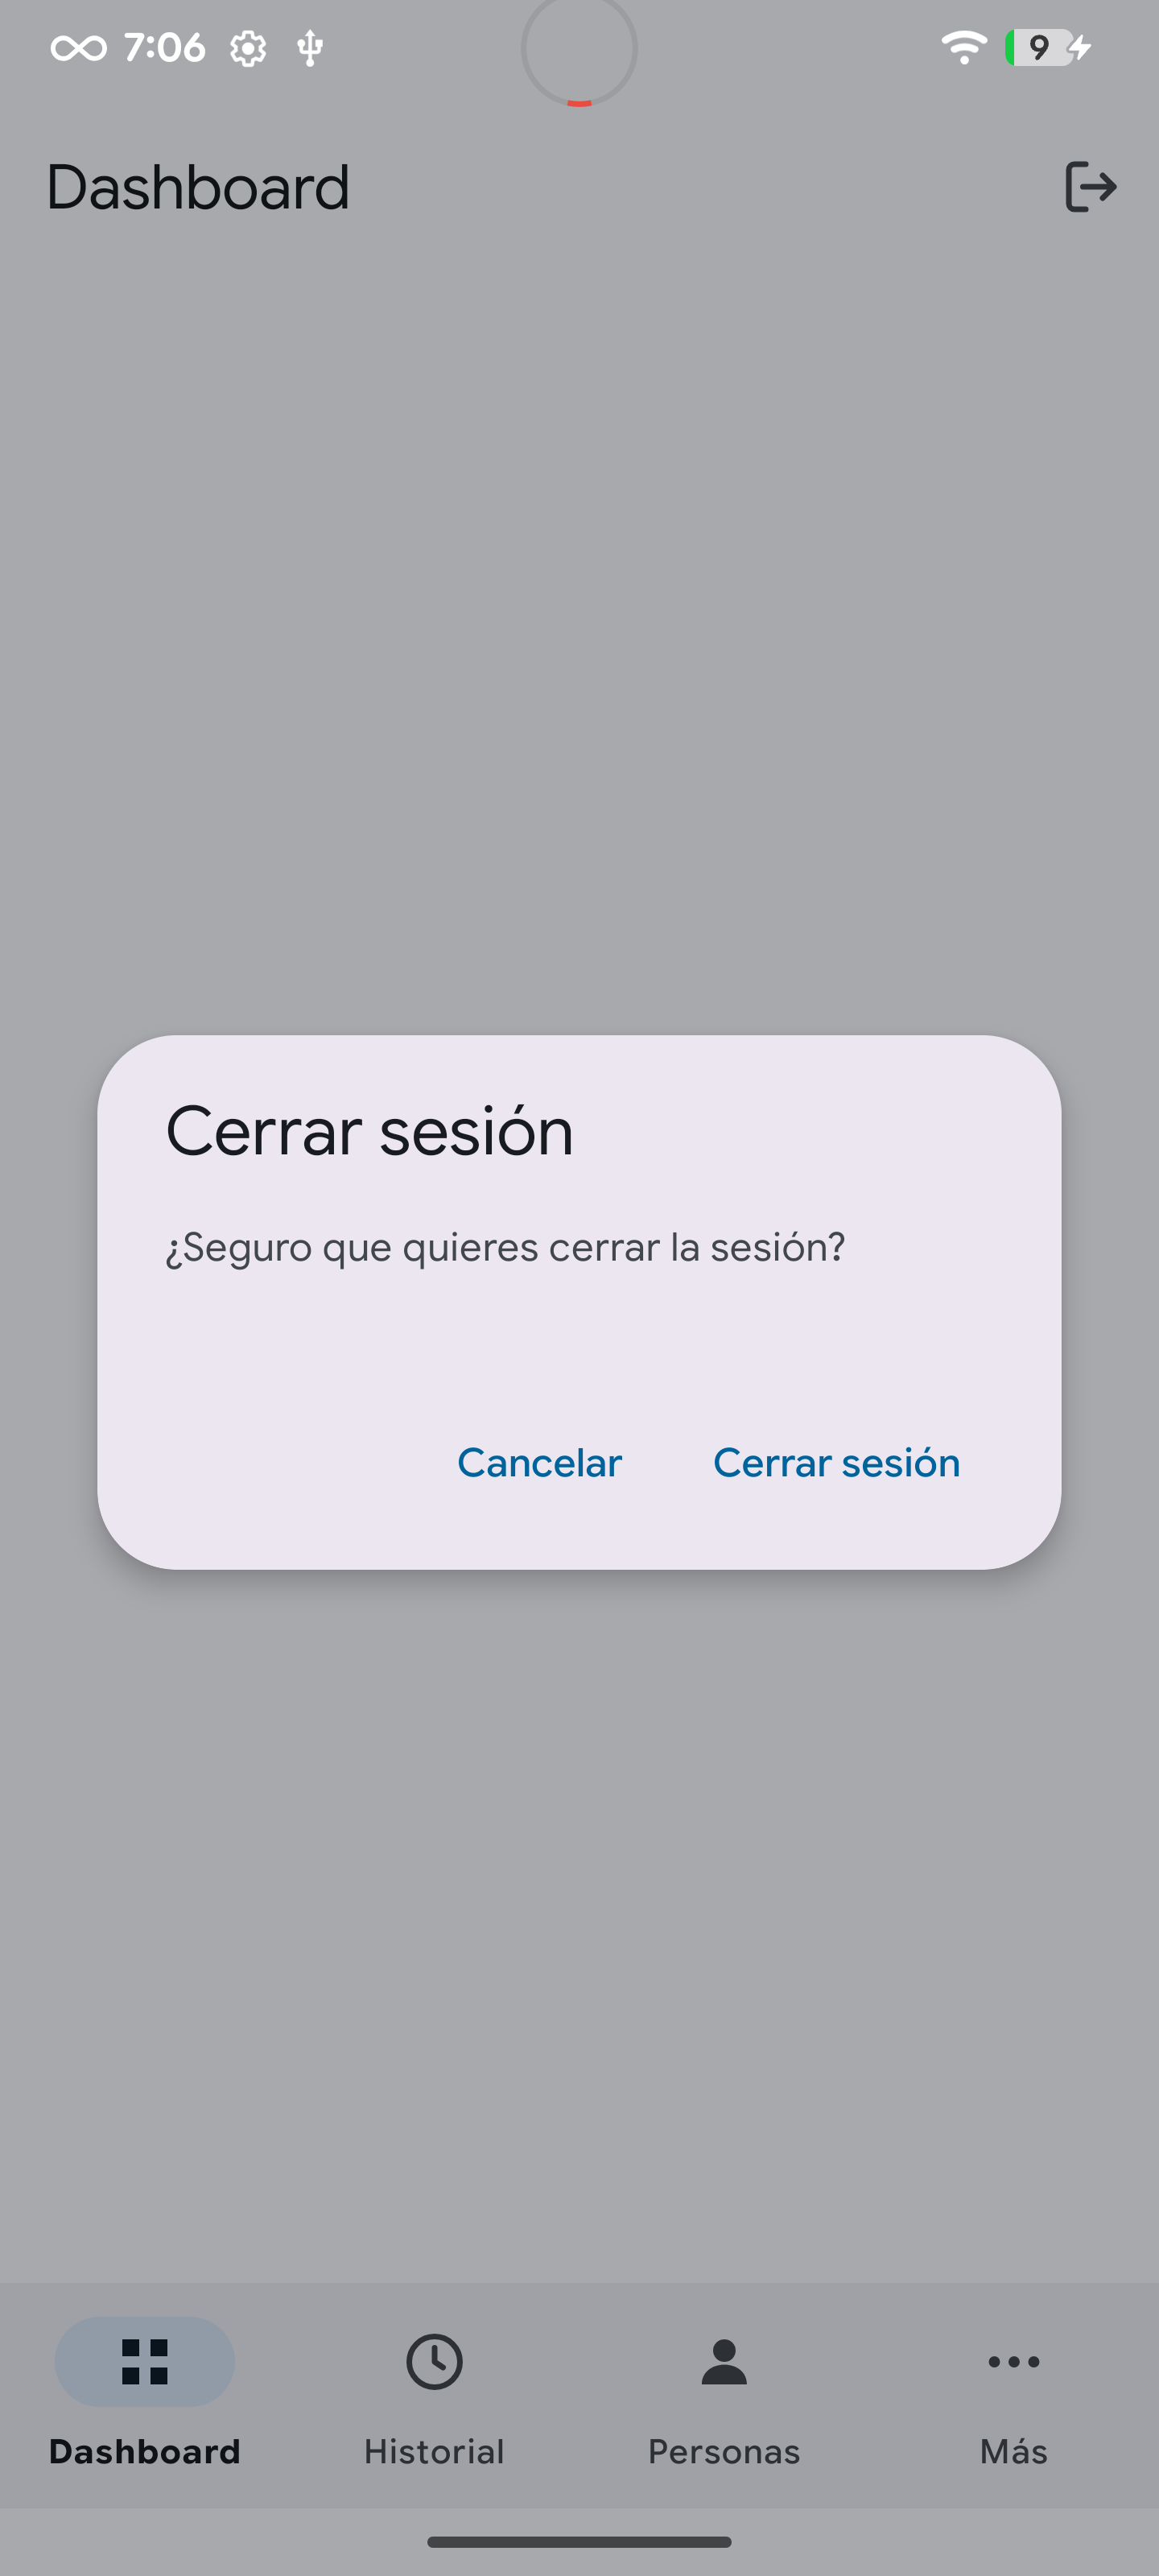 7:06
9
Dashboard
Cerrar sesión
¿Seguro que quieres cerrar la sesión?
Cancelar Cerrar sesión
Dashboard Historial Personas Más